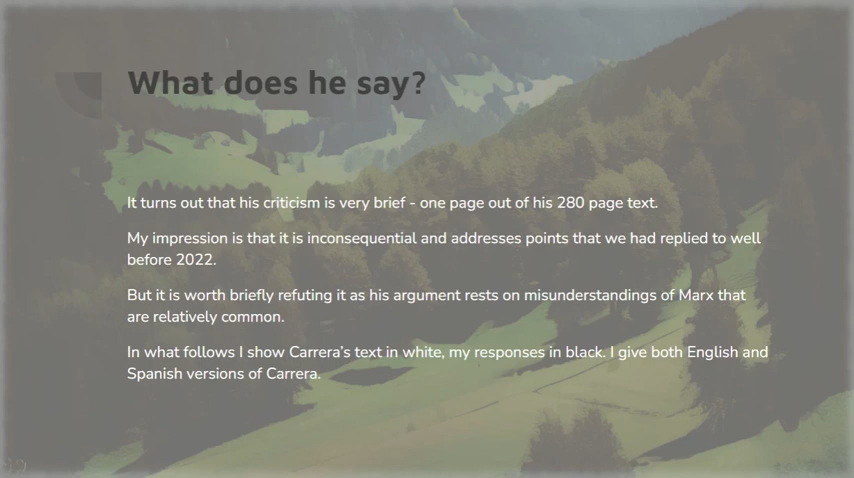 What does he say?
It turns out that his criticism is very brief - one page out of his 280 page text.
My impression is that it is inconsequential and addresses points that we had replied to well
before 2022.
But it is worth briefly refuting it as his argument rests on misunderstandings of Marx that
are relatively common.
In what follows I show Carrera's text in white, my responses in black. I give both English and
Spanish versions of Carrera.